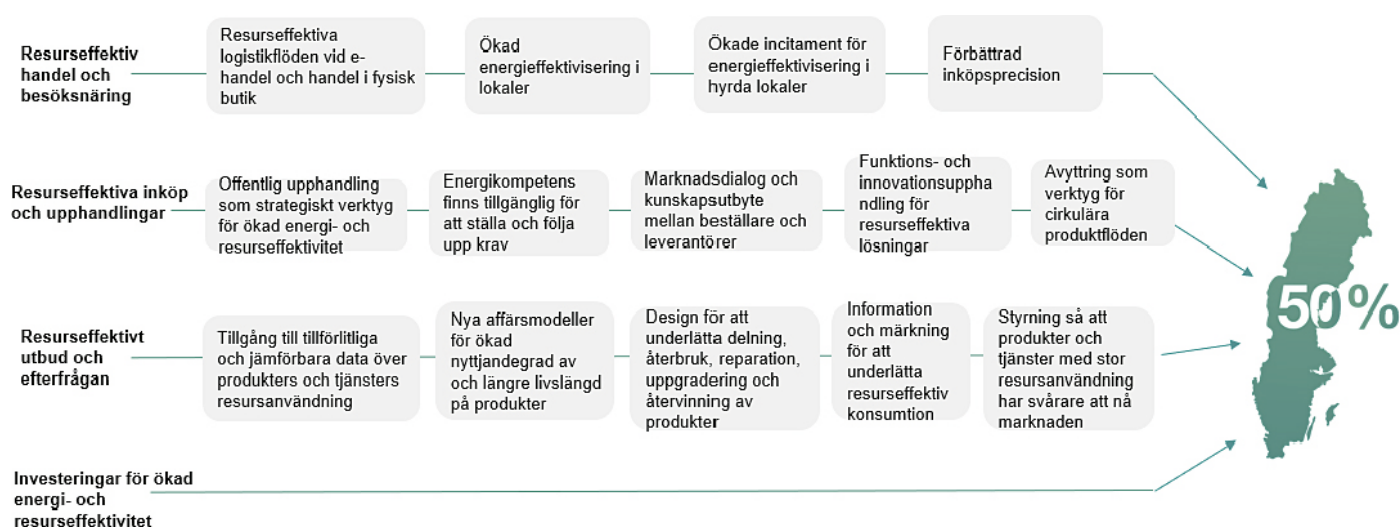 Resurseffektiv
handel och
besöksnäring
Resurseffektiva
logistikflöden vid e-
handel och handel i fysisk
butik
Ökad
energieffektivisering i
lokaler
Ökade incitament för
energieffektivisering i
hyrda lokaler
Förbättrad
inköpsprecision
Resurseffektiva inköp
och upphandlingar
Offentlig upphandling
som strategiskt verktyg
för ökad energi- och
resurseffektivitet
Energikompetens
finns tillgänglig för
att ställa och följa
upp krav
Marknadsdialog och
kunskapsutbyte
mellan beställare och
leverantörer
Funktions- och
innovationsuppha
ndling för
resurseffektiva
lösningar
Avyttring som
verktyg för
cirkulära
produktflöden
Resurseffektivt
utbud och
efterfrågan
Tillgång till tillförlitliga
och jämförbara data över
produkters och tjänsters
resursanvändning
Nya affärsmodeller
för ökad
nyttjandegrad av
och längre livslängd
på produkter
Design för att
underlätta delning,
återbruk, reparation,
uppgradering och
återvinning av
produkter
Information
och märkning
för att
underlätta
resurseffektiv
konsumtion
Styrning så att
produkter och
tjänster med stor
resursanvändning
har svårare att nå
marknaden
50%
Investeringar för ökad
energi- och
resurseffektivitet